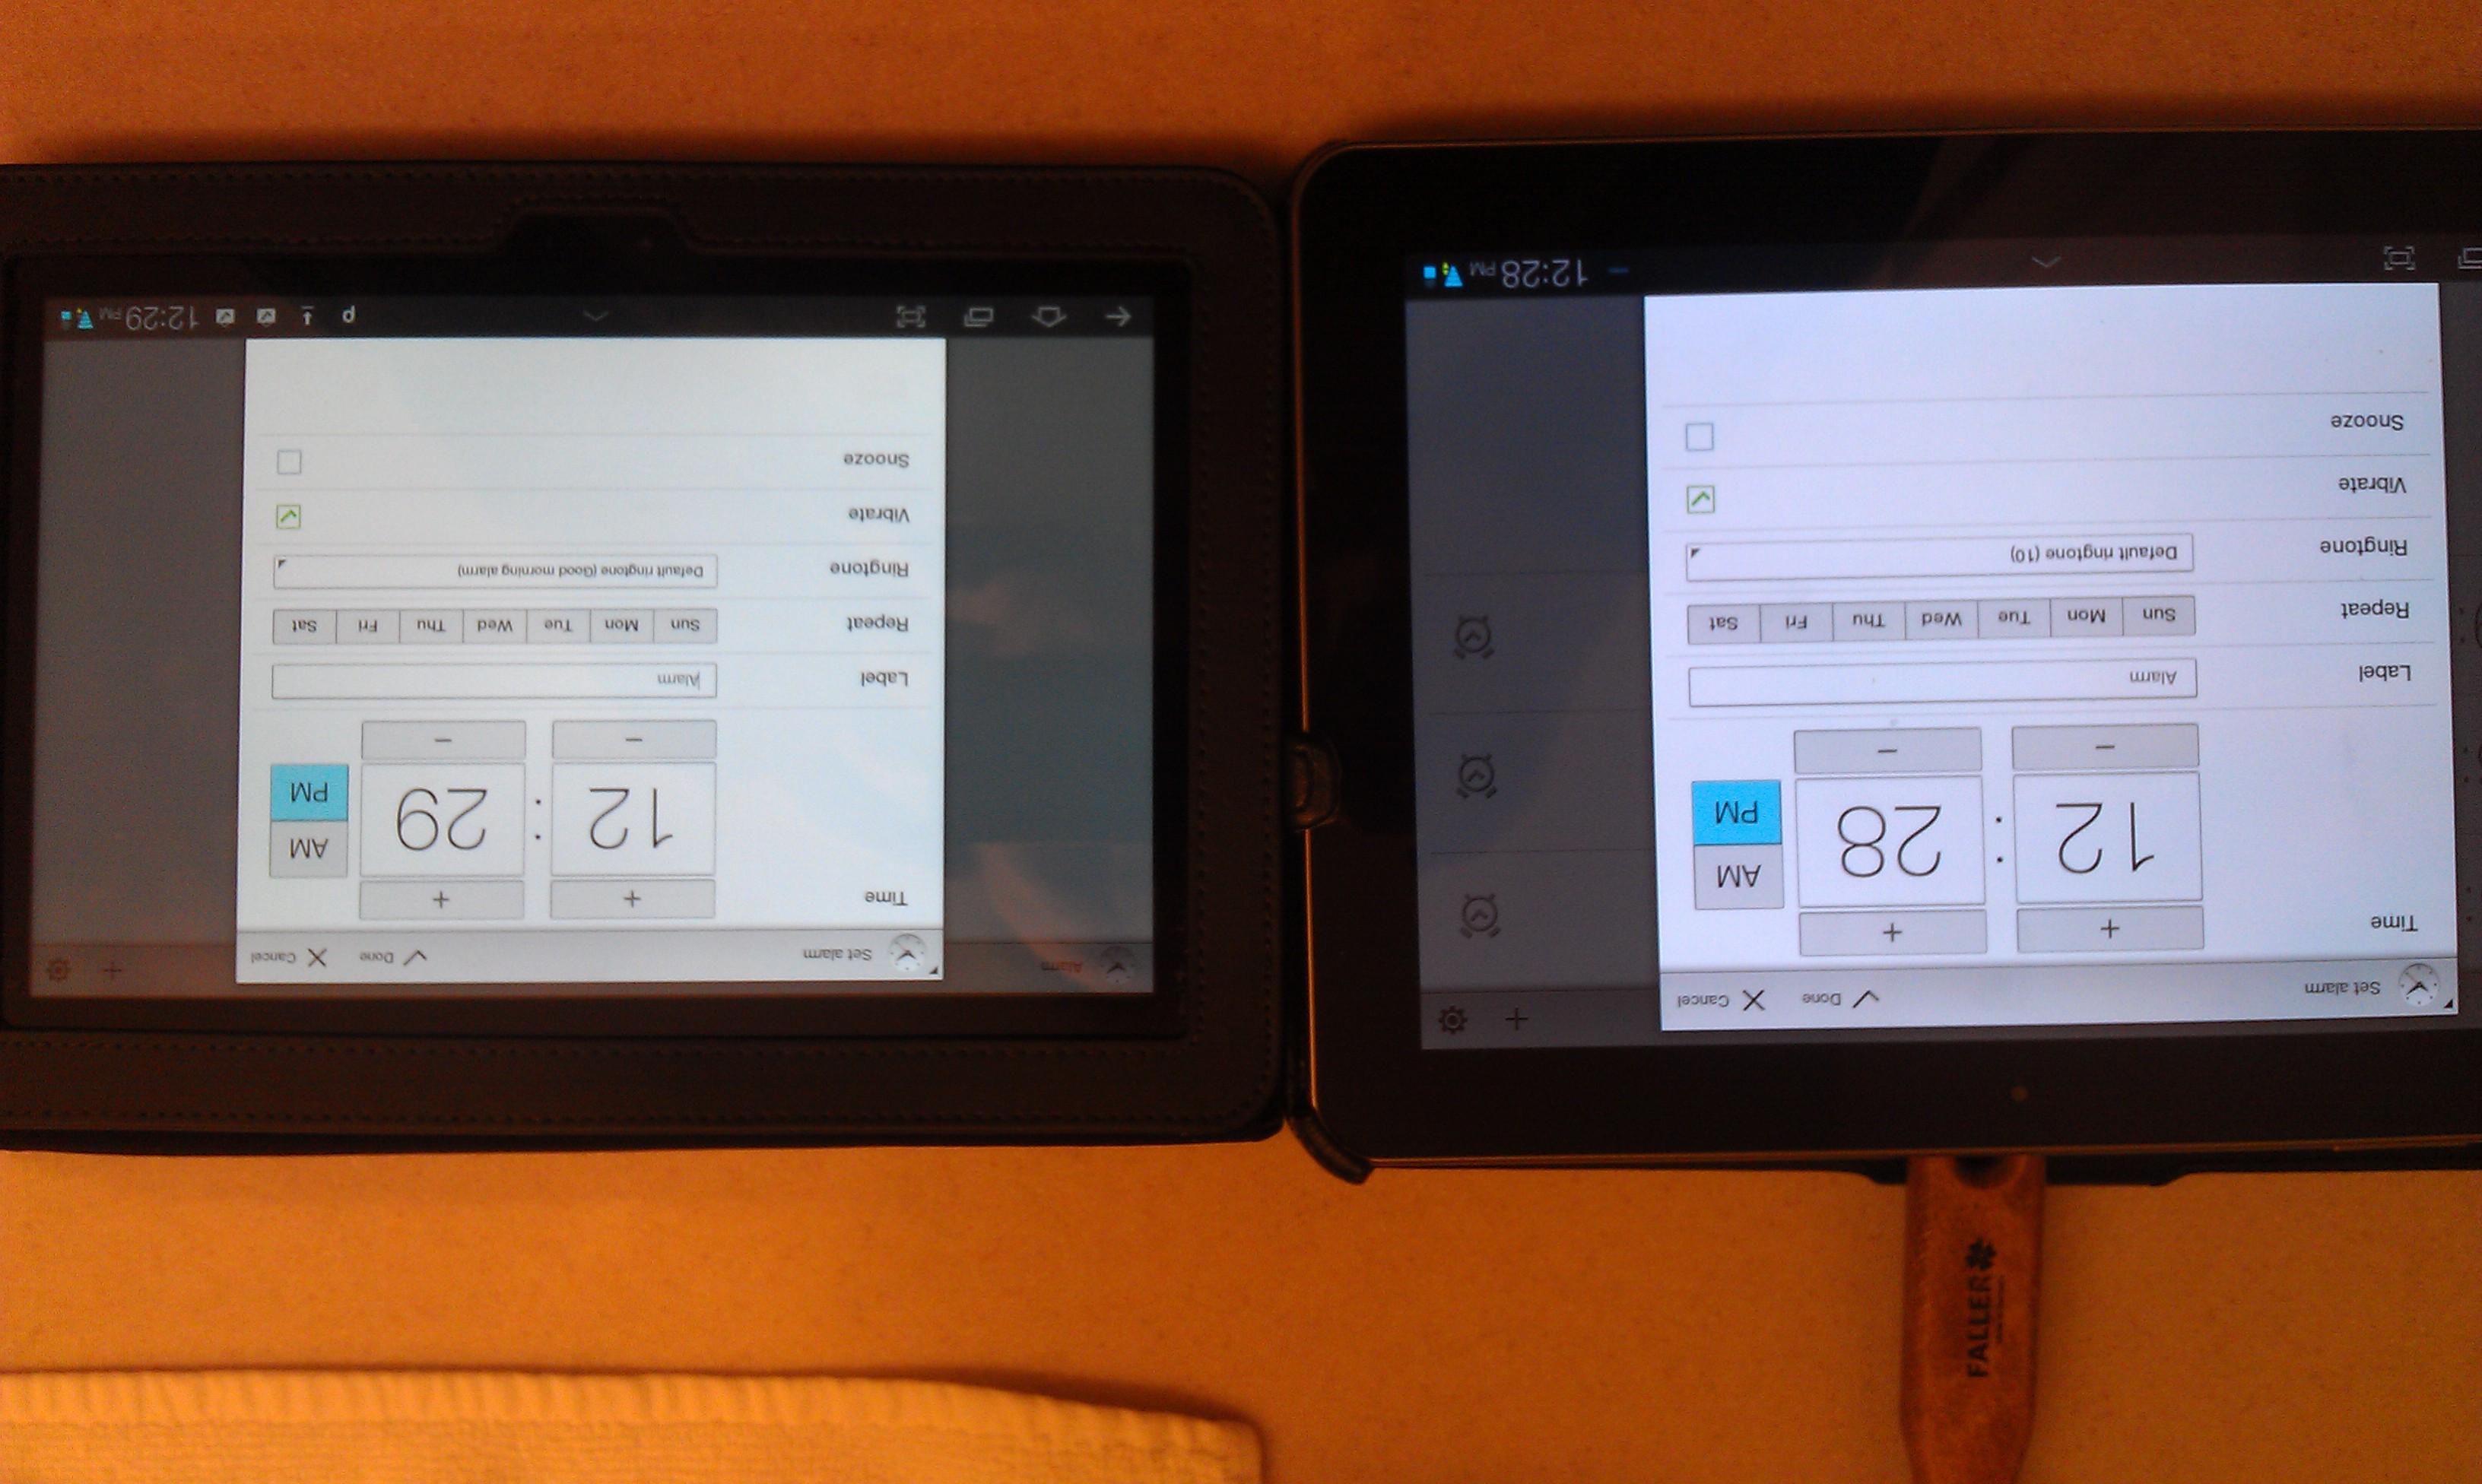 FALLER
Set alarm
Done
Cancel
Time
+ +
12 : 28
AM
PM
- -
Label
Alarm
Repeat
Sun Mon Tue Wed Thu Fri Sat
Ringtone
Default ringtone (10)
Vibrate
Snooze
12:28 PM
Alarm
Set alarm
Done
Cancel
Time
+ +
12 : 29
AM
PM
- -
Label
Alarm
Repeat
Sun Mon Tue Wed Thu Fri Sat
Ringtone
Default ringtone (Good morning alarm)
Vibrate
Snooze
12:29 PM